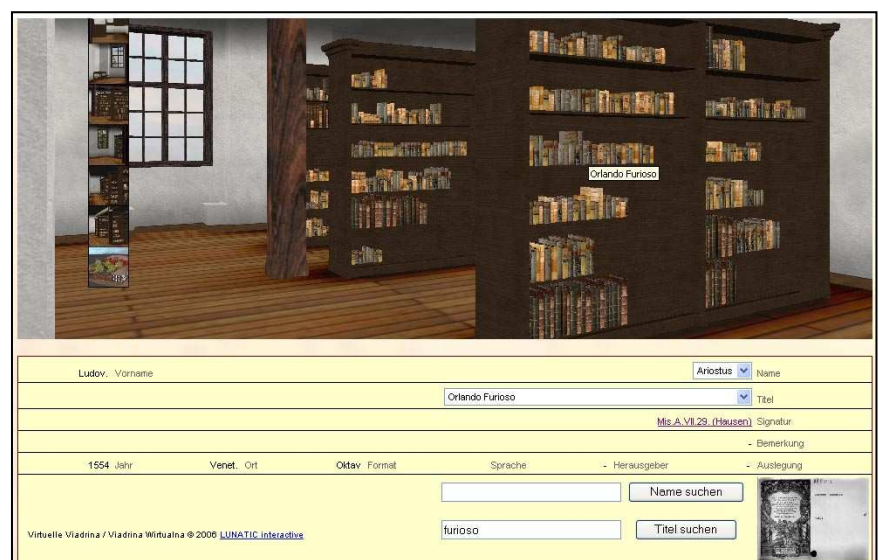 Orlando Furioso
Ludov. Vorname Ariostus Name
Orlando Furioso Titel
Mis.A.VII.29. (Hausen) Signatur
- Bemerkung
1554 Jahr Venet. Ort Oktav Format Sprache - Herausgeber - Auslegung
Name suchen
Virtuelle Viadrina / Viadrina Wirtualna © 2006 LUNATIC interactive furioso Titel suchen